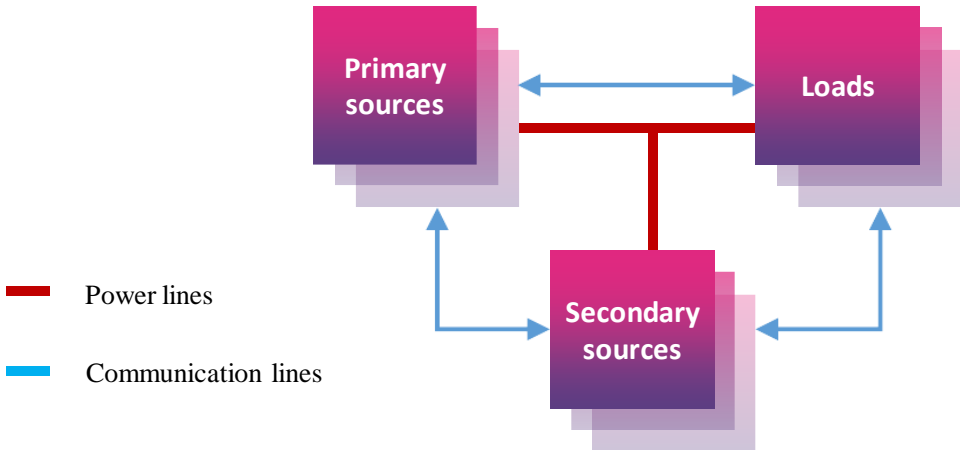 Primary
sources
Loads
Secondary
sources
Power lines
Communication lines